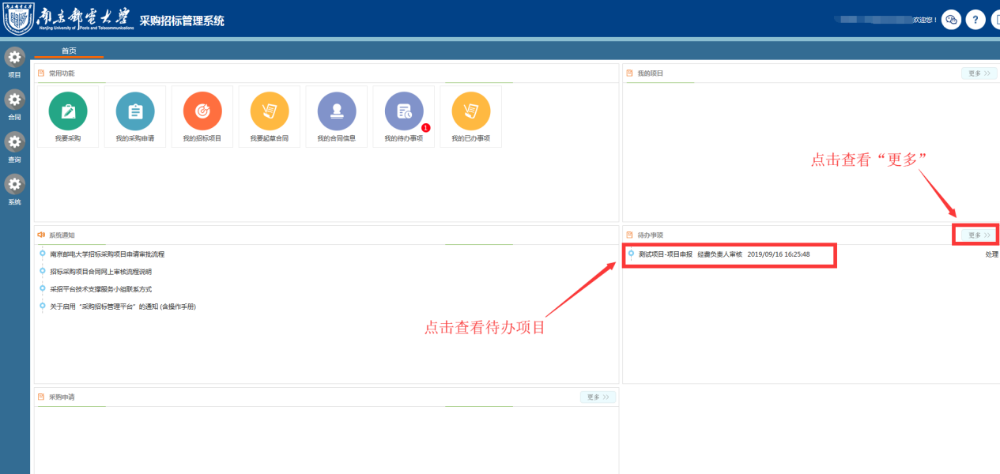 南京邮电大学
Nanjing University of Posts and Telecommunications
采购招标管理系统
欢迎您！
?
首页
项目
合同
查询
系统
常用功能
我要采购
我的采购申请
我的招标项目
我要起草合同
我的合同信息
我的待办事项
1
我的已办事项
我的项目
更多 >>
点击查看“更多”
系统通知
南京邮电大学招标采购项目申请审批流程
招标采购项目合同网上审核流程说明
采招平台技术支撑服务小组联系方式
关于启用“采购招标管理平台”的通知 (含操作手册)
待办事项
更多 >>
测试项目-项目申报 经费负责人审核 2019/09/16 16:25:48
处理
点击查看待办项目
采购申请
更多 >>